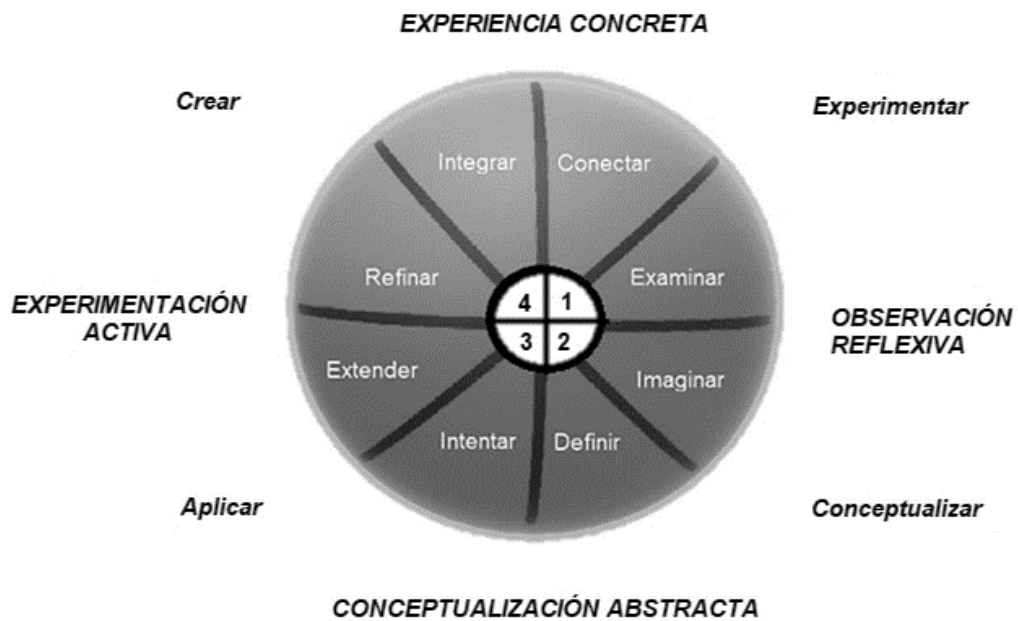 EXPERIENCIA CONCRETA
Crear
Experimentar
Integrar
Conectar
Refinar
Examinar
4
1
3
2
EXPERIMENTACIÓN
ACTIVA
OBSERVACIÓN
REFLEXIVA
Extender
Imaginar
Intentar
Definir
Aplicar
Conceptualizar
CONCEPTUALIZACIÓN ABSTRACTA